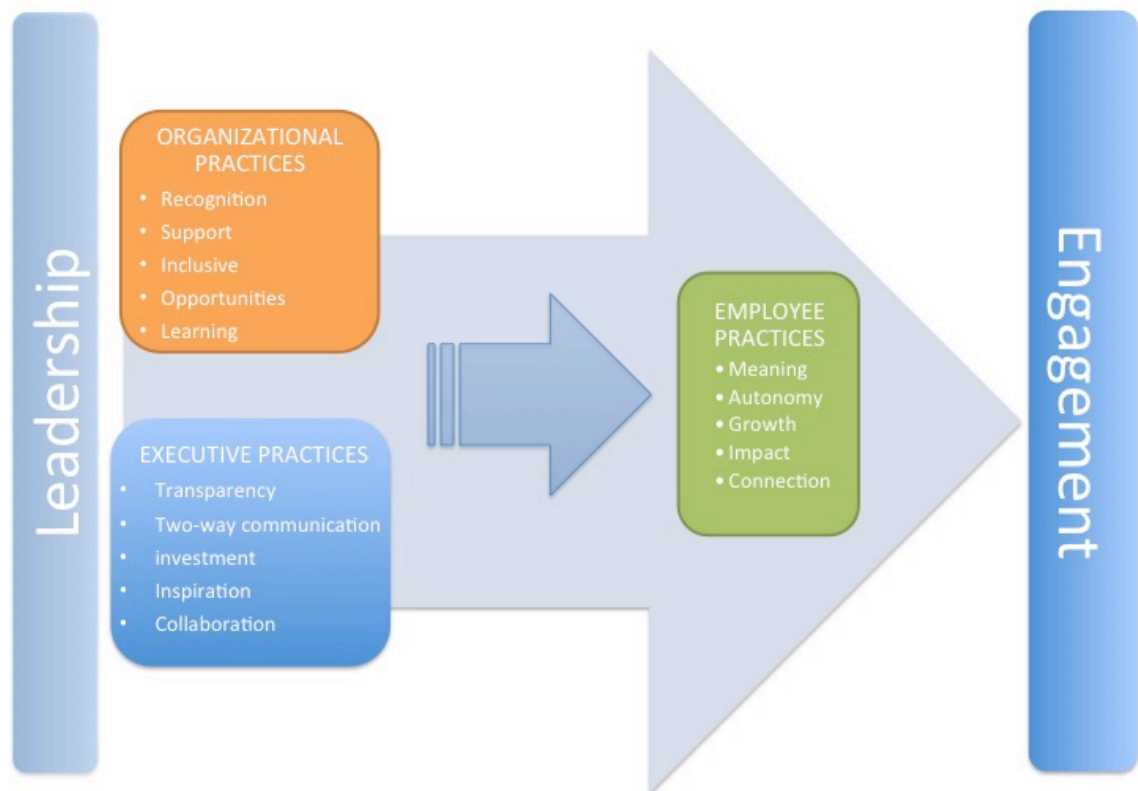 Leadership
ORGANIZATIONAL
PRACTICES
• Recognition
• Support
• Inclusive
• Opportunities
• Learning
EXECUTIVE PRACTICES
• Transparency
• Two-way communication
• investment
• Inspiration
• Collaboration
EMPLOYEE
PRACTICES
• Meaning
• Autonomy
• Growth
• Impact
• Connection
Engagement